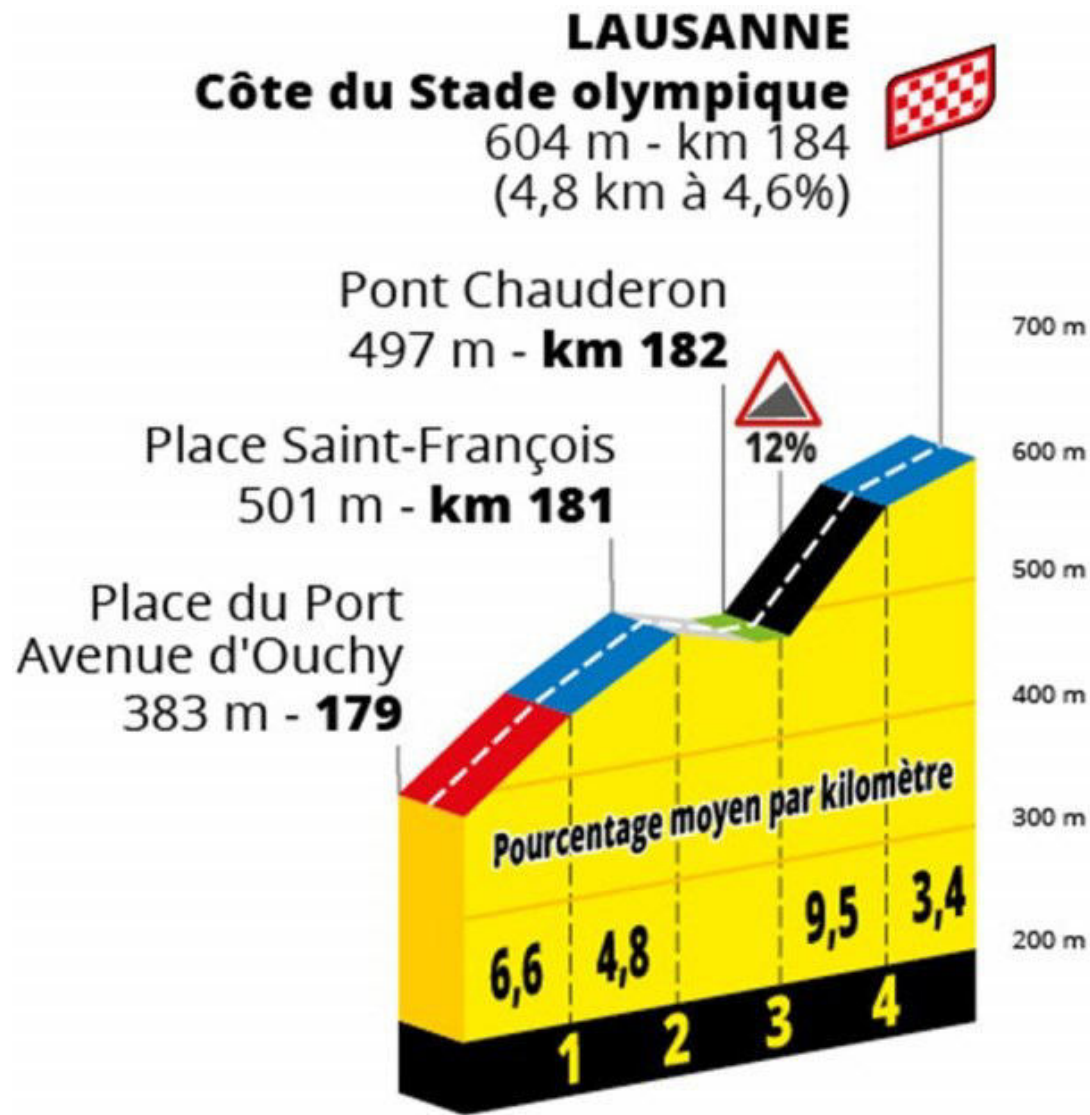 LAUSANNE
Côte du Stade olympique
604 m - km 184
(4,8 km à 4,6%)
Pont Chauderon
497 m - km 182
12%
Place Saint-François
501 m - km 181
Place du Port
Avenue d'Ouchy
383 m - 179
700 m
600 m
500 m
400 m
300 m
200 m
Pourcentage moyen par kilomètre
6,6 4,8 9,5 3,4
1 2 3 4